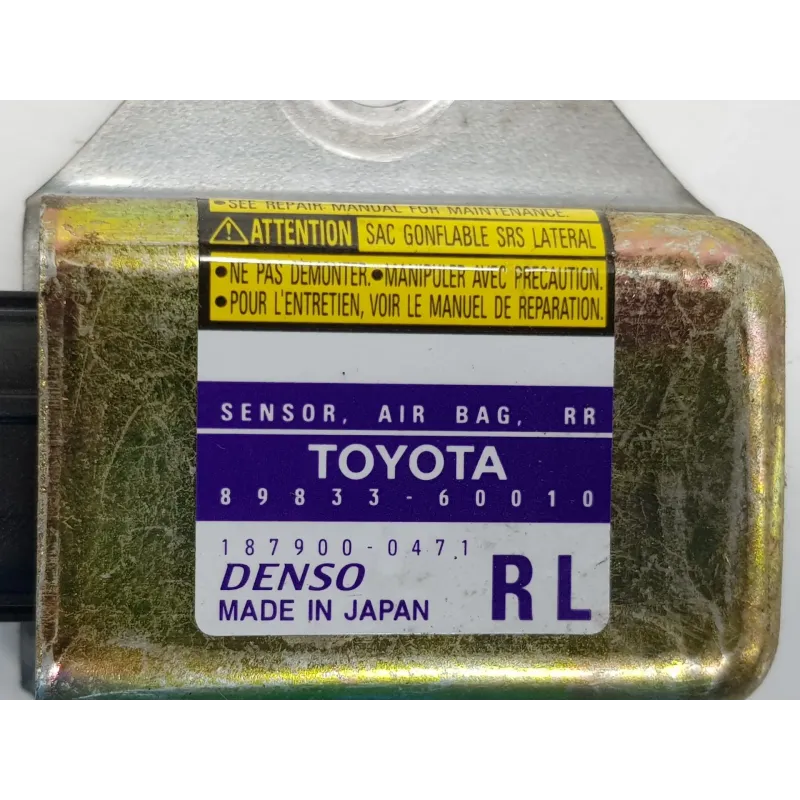 •SEE REPAIR MANUAL FOR MAINTENANCE.
ATTENTION SAC GONFLABLE SRS LATERAL
•NE PAS DEMONTER.•MANIPULER AVEC PRECAUTION.
•POUR L'ENTRETIEN, VOIR LE MANUEL DE REPARATION.
SENSOR, AIR BAG, RR
TOYOTA
89833-60010
187900-0471
DENSO
MADE IN JAPAN
RL